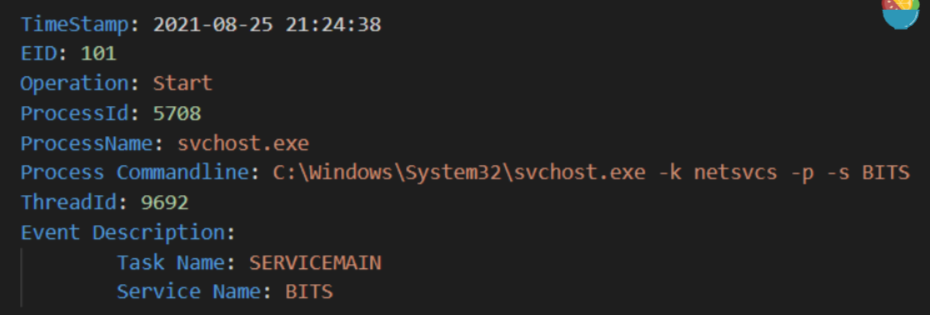 TimeStamp: 2021-08-25 21:24:38
EID: 101
Operation: Start
ProcessId: 5708
ProcessName: svchost.exe
Process Commandline: C:\Windows\System32\svchost.exe -k netsvcs -p -s BITS
ThreadId: 9692
Event Description:
Task Name: SERVICEMAIN
Service Name: BITS